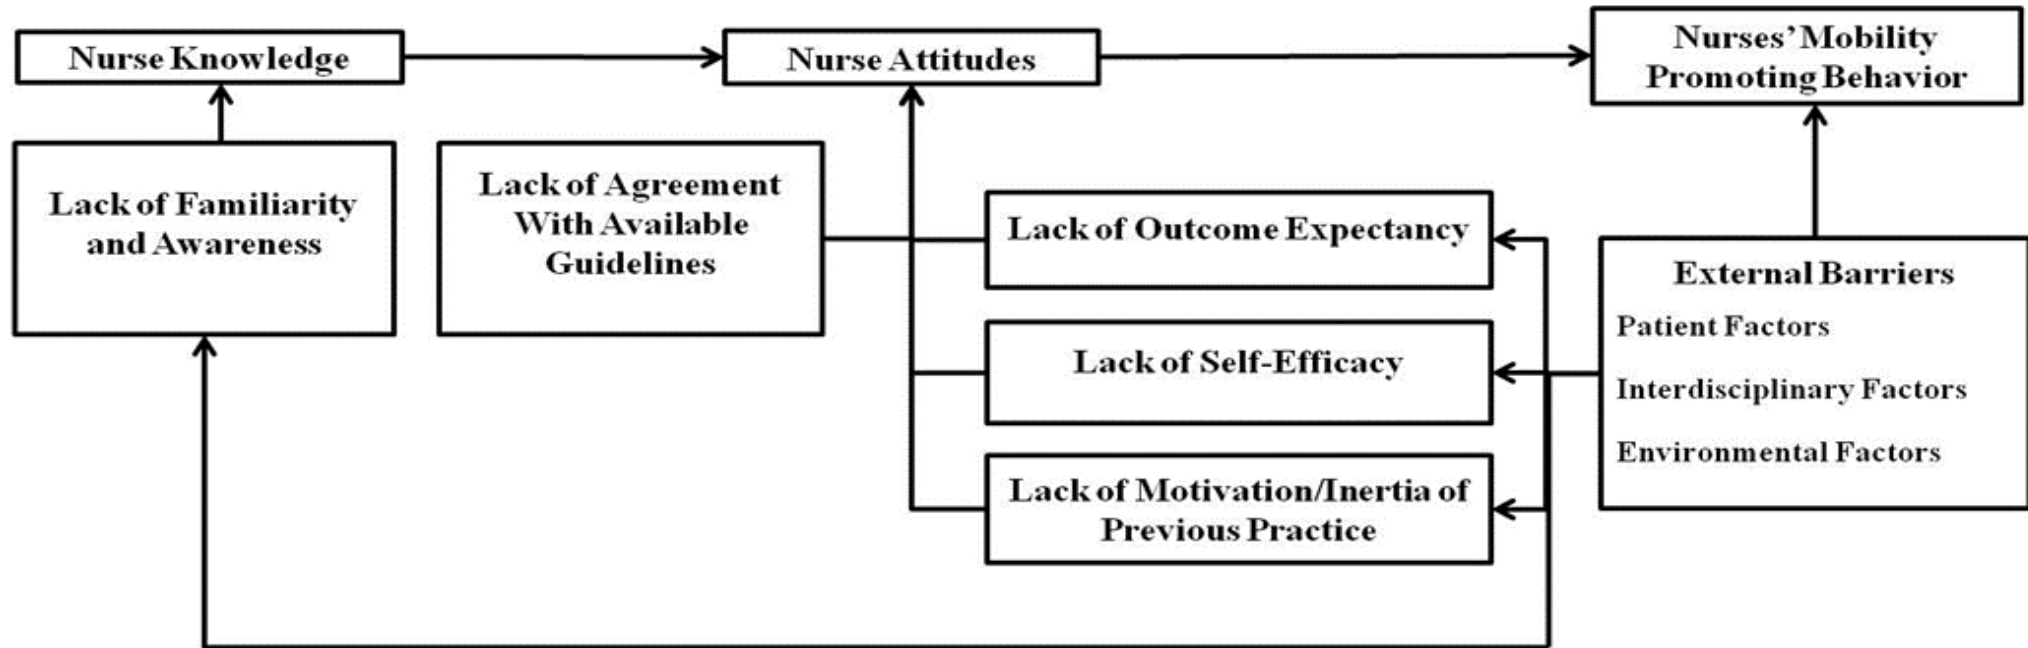 Nurse Knowledge
Nurse Attitudes
Nurses' Mobility
Promoting Behavior
Lack of Familiarity
and Awareness
Lack of Agreement
With Available
Guidelines
Lack of Outcome Expectancy
Lack of Self-Efficacy
Lack of Motivation/Inertia of
Previous Practice
External Barriers
Patient Factors
Interdisciplinary Factors
Environmental Factors